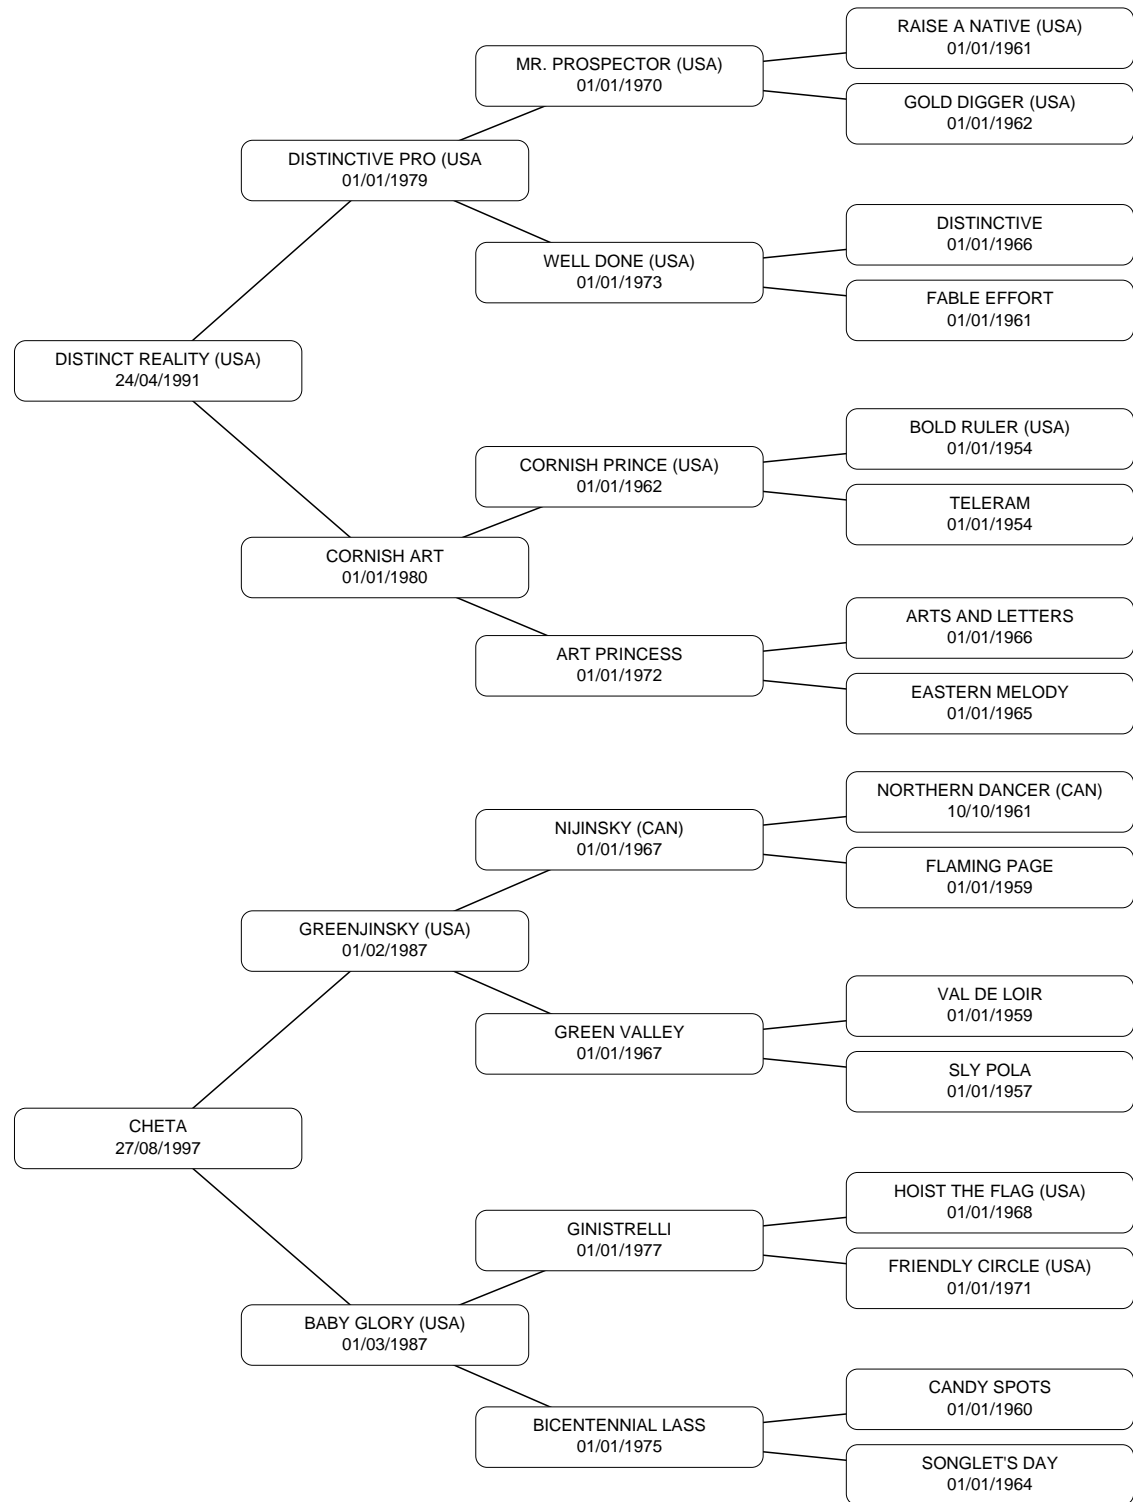 RAISE A NATIVE (USA)
01/01/1961
MR. PROSPECTOR (USA)
01/01/1970
GOLD DIGGER (USA)
01/01/1962
DISTINCTIVE PRO (USA
01/01/1979
DISTINCTIVE
01/01/1966
WELL DONE (USA)
01/01/1973
FABLE EFFORT
01/01/1961
DISTINCT REALITY (USA)
24/04/1991
BOLD RULER (USA)
01/01/1954
CORNISH PRINCE (USA)
01/01/1962
TELERAM
01/01/1954
CORNISH ART
01/01/1980
ARTS AND LETTERS
01/01/1966
ART PRINCESS
01/01/1972
EASTERN MELODY
01/01/1965
NORTHERN DANCER (CAN)
10/10/1961
NIJINSKY (CAN)
01/01/1967
FLAMING PAGE
01/01/1959
GREENJINSKY (USA)
01/02/1987
VAL DE LOIR
01/01/1959
GREEN VALLEY
01/01/1967
SLY POLA
01/01/1957
CHETA
27/08/1997
HOIST THE FLAG (USA)
01/01/1968
GINISTRELLI
01/01/1977
FRIENDLY CIRCLE (USA)
01/01/1971
BABY GLORY (USA)
01/03/1987
CANDY SPOTS
01/01/1960
BICENTENNIAL LASS
01/01/1975
SONGLET'S DAY
01/01/1964